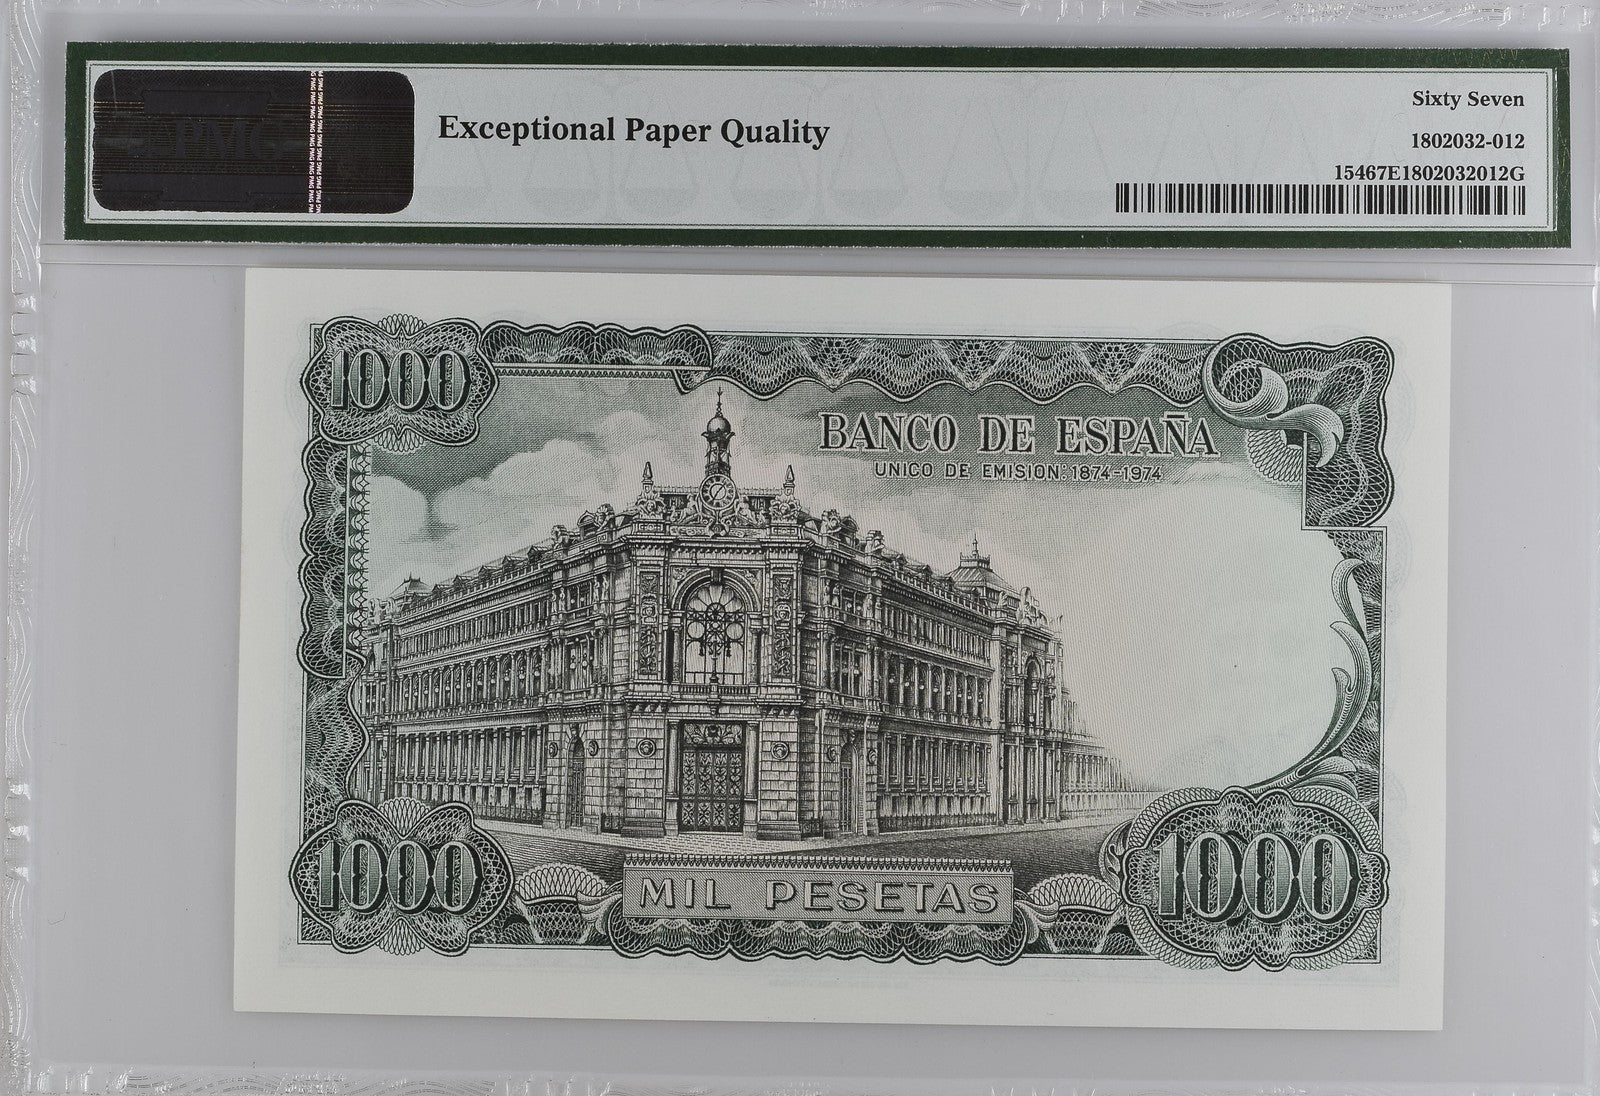 PMG
Exceptional Paper Quality
Sixty Seven
1802032-012
15467E1802032012G
1000
BANCO DE ESPAÑA
UNICO DE EMISION: 1874-1974
1000
MIL PESETAS
1000